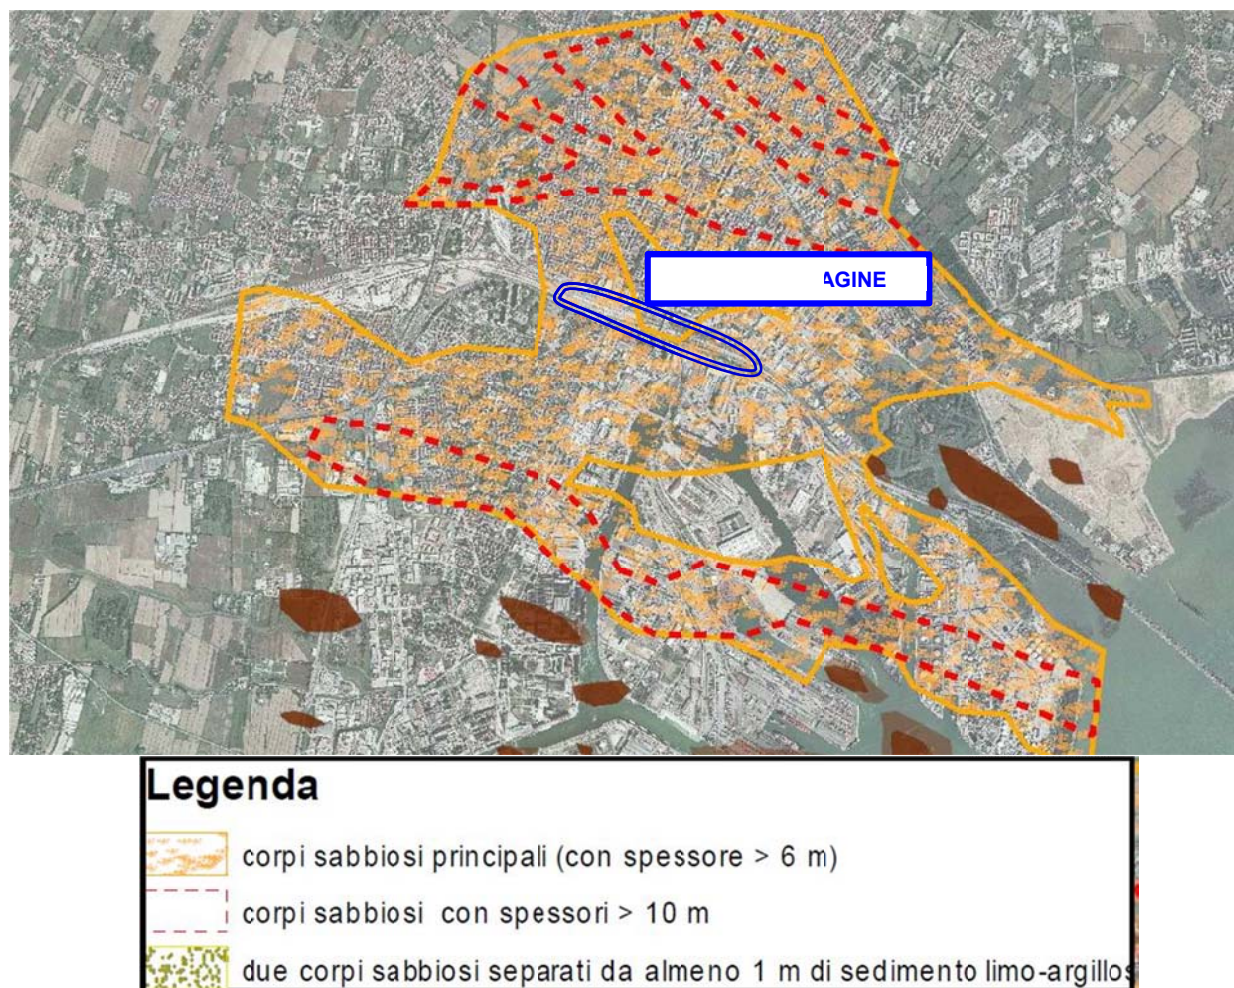 AGINE
Legenda
corpi sabbiosi principali (con spessore > 6 m)
corpi sabbiosi con spessori > 10 m
due corpi sabbiosi separati da almeno 1 m di sedimento limo-argillos